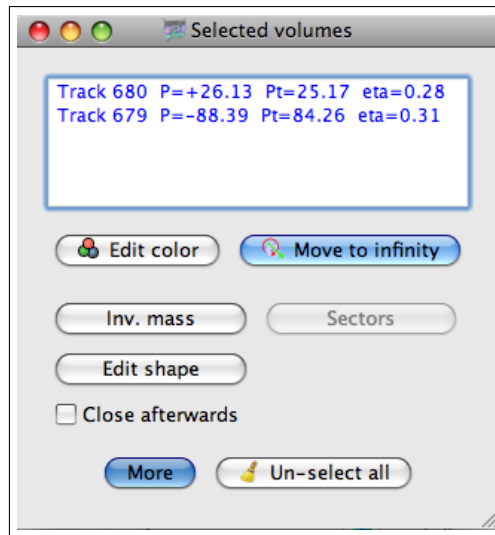 Selected volumes
Track 680 P=+26.13 Pt=25.17 eta=0.28
Track 679 P=-88.39 Pt=84.26 eta=0.31
Edit color Move to infinity
Inv. mass Sectors
Edit shape
Close afterwards
More Un-select all